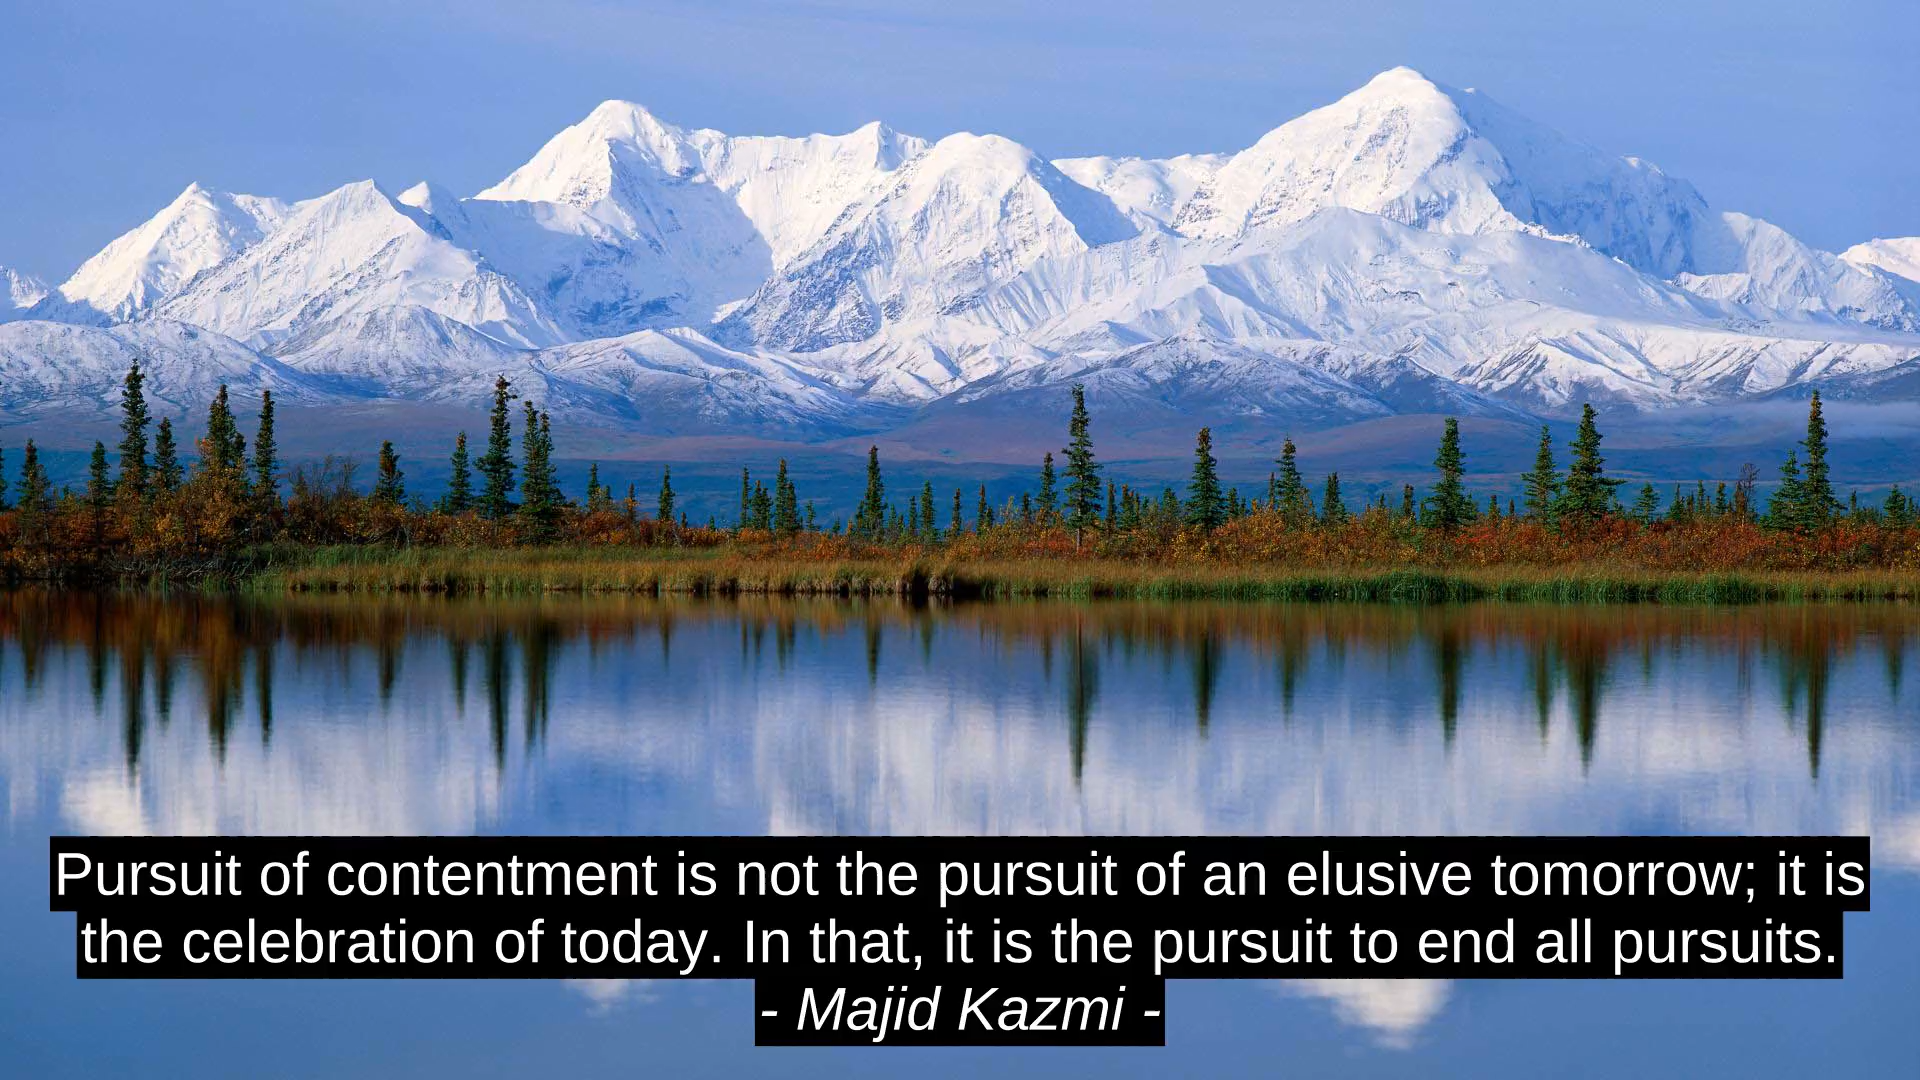 Pursuit of contentment is not the pursuit of an elusive tomorrow; it is
the celebration of today. In that, it is the pursuit to end all pursuits.
- Majid Kazmi -